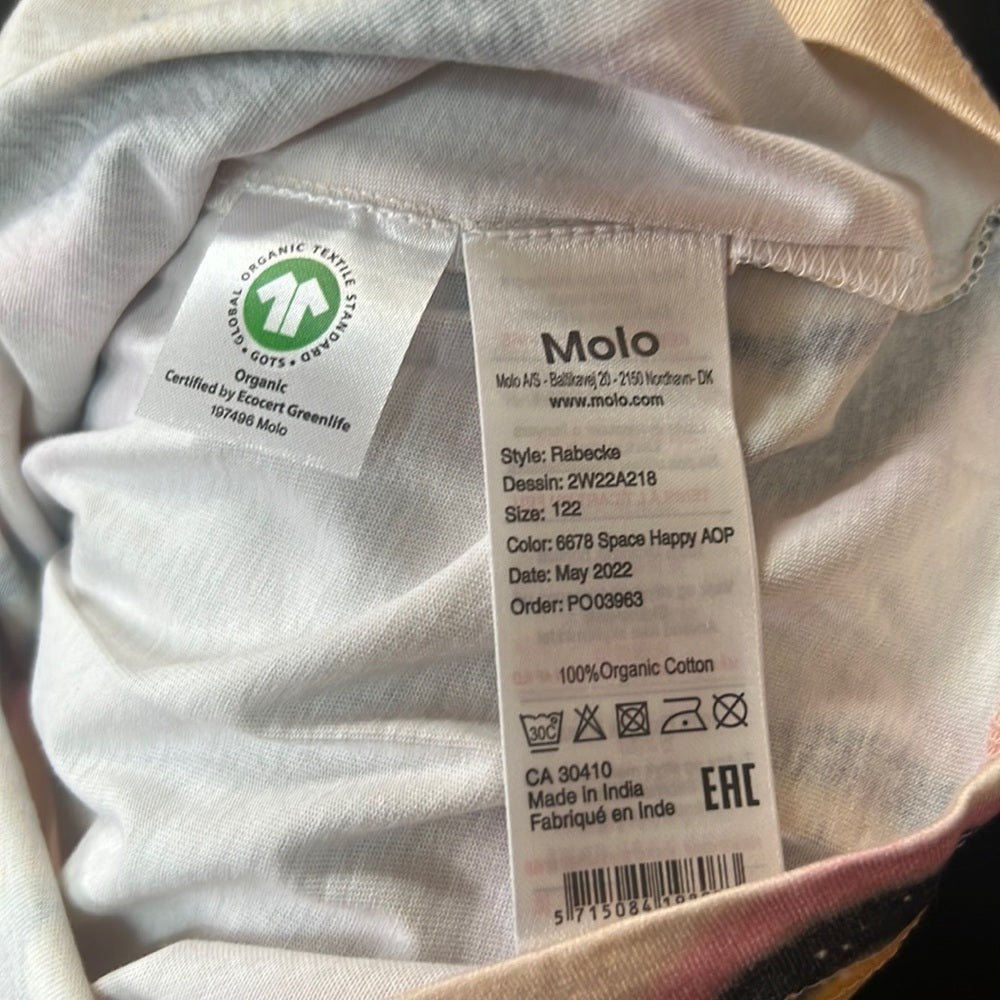 GLOBAL ORGANIC TEXTILE STANDARD
• GOTS •
Organic
Certified by Ecocert Greenlife
197496 Molo
Molo
Molo A/S - Baltikavej 20 - 2150 Nordhavn- DK
www.molo.com
Style: Rabecke
Dessin: 2W22A218
Size: 122
Color: 6678 Space Happy AOP
Date: May 2022
Order: PO03963
100%Organic Cotton
30C
CA 30410
Made in India
Fabriqué en Inde
EAC
5 715084